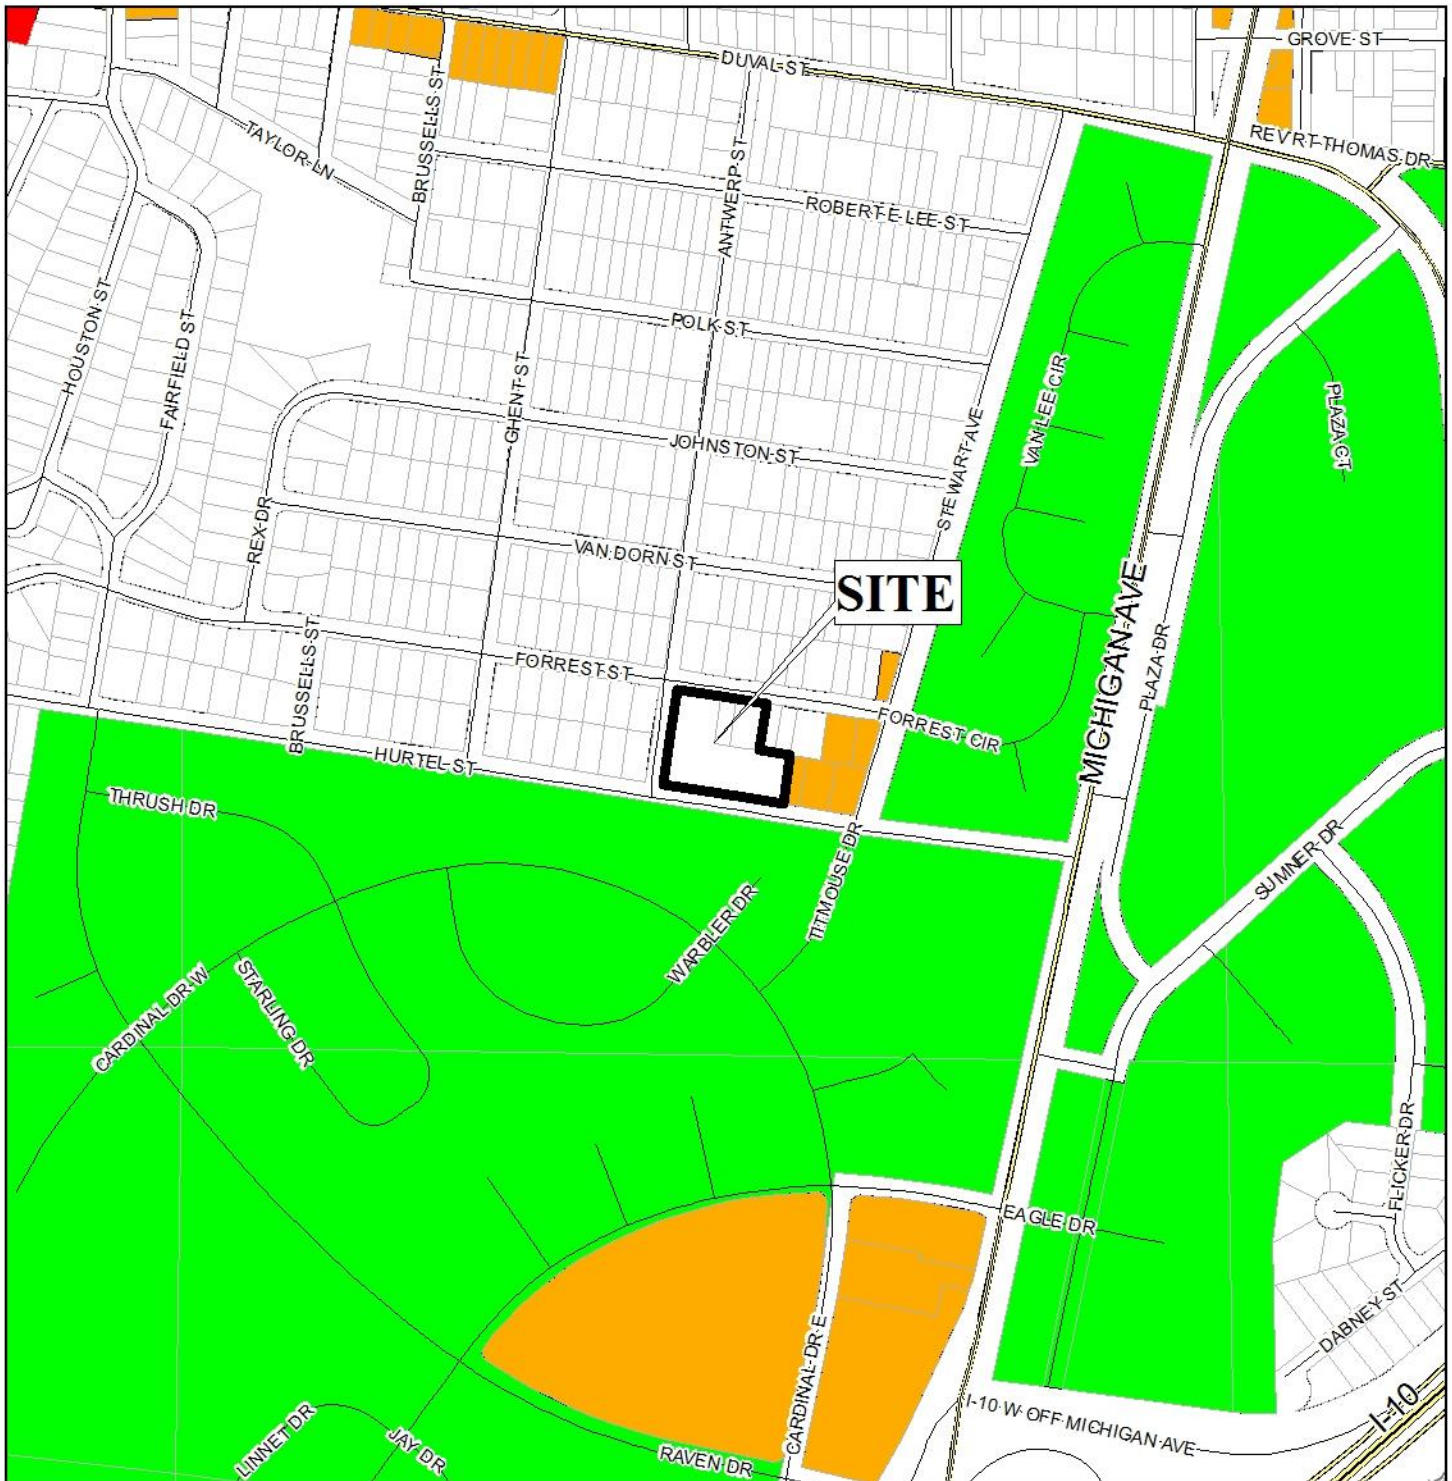 GROVE ST
DUVAL ST
BRUSSELLS ST
TAYLOR LN
REV R T THOMAS DR
ANTWERP ST
ROBERT E LEE ST
HOUSTON ST
FAIRFIELD ST
POLK ST
GHENT ST
VAN LEE CIR
PLAZA CT
JOHNSTON ST
STEWART AVE
REX DR
VAN DORN ST
SITE
MICHIGAN AVE
PLAZA DR
BRUSSELLS ST
FORREST ST
FORREST CIR
HURTEL ST
THRUSH DR
TITMOUSE DR
SUMNER DR
WARBLER DR
CARDINAL DR W
STARLING DR
FLICKER DR
EAGLE DR
DABNEY ST
CARDINAL DR E
I-10 W OFF MICHIGAN AVE
I-10
LINNET DR
JAY DR
RAVEN DR